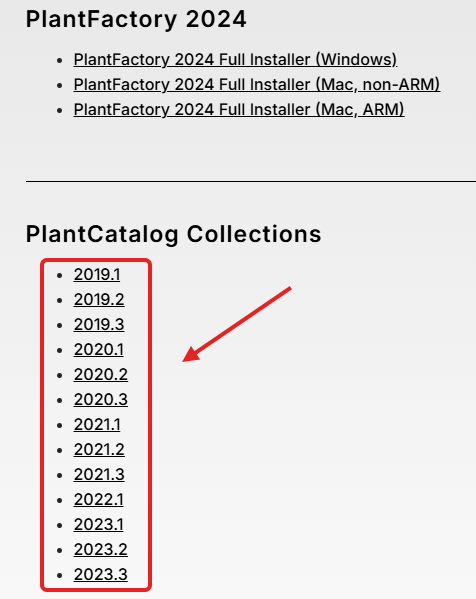 PlantFactory 2024
PlantFactory 2024 Full Installer (Windows)
PlantFactory 2024 Full Installer (Mac, non-ARM)
PlantFactory 2024 Full Installer (Mac, ARM)
PlantCatalog Collections
2019.1
2019.2
2019.3
2020.1
2020.2
2020.3
2021.1
2021.2
2021.3
2022.1
2023.1
2023.2
2023.3